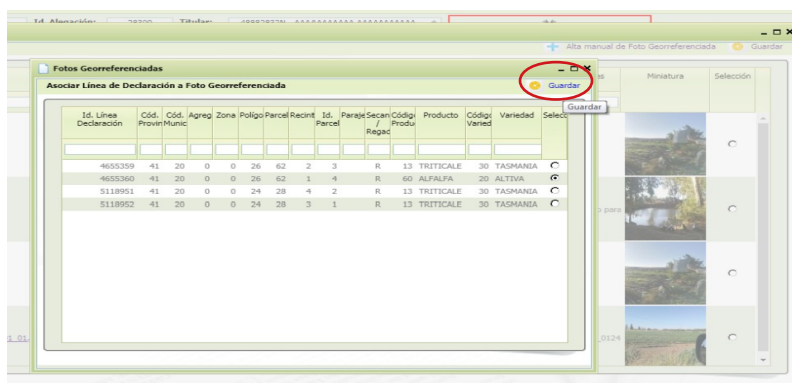 Id. Alegación: 28300 Titular:
Alta manual de Foto Georreferenciada Guardar
Fotos Georreferenciadas
Asociar Línea de Declaración a Foto Georreferenciada Guardar
Guardar
Miniatura Selección
Id. Línea Declaración Cód. Provin Cód. Munic Agreg Zona Polígo Parcel Recint Id. Parcel Paraje Secan / Regad Código Produ Producto Código Varied Variedad Selecc
4655359 41 20 0 0 26 62 2 3 R 13 TRITICALE 30 TASMANIA
4655360 41 20 0 0 26 62 1 4 R 60 ALFALFA 20 ALTIVA
5118951 41 20 0 0 24 28 4 2 R 13 TRITICALE 30 TASMANIA
5118952 41 20 0 0 24 28 3 1 R 13 TRITICALE 30 TASMANIA
o para
_0124